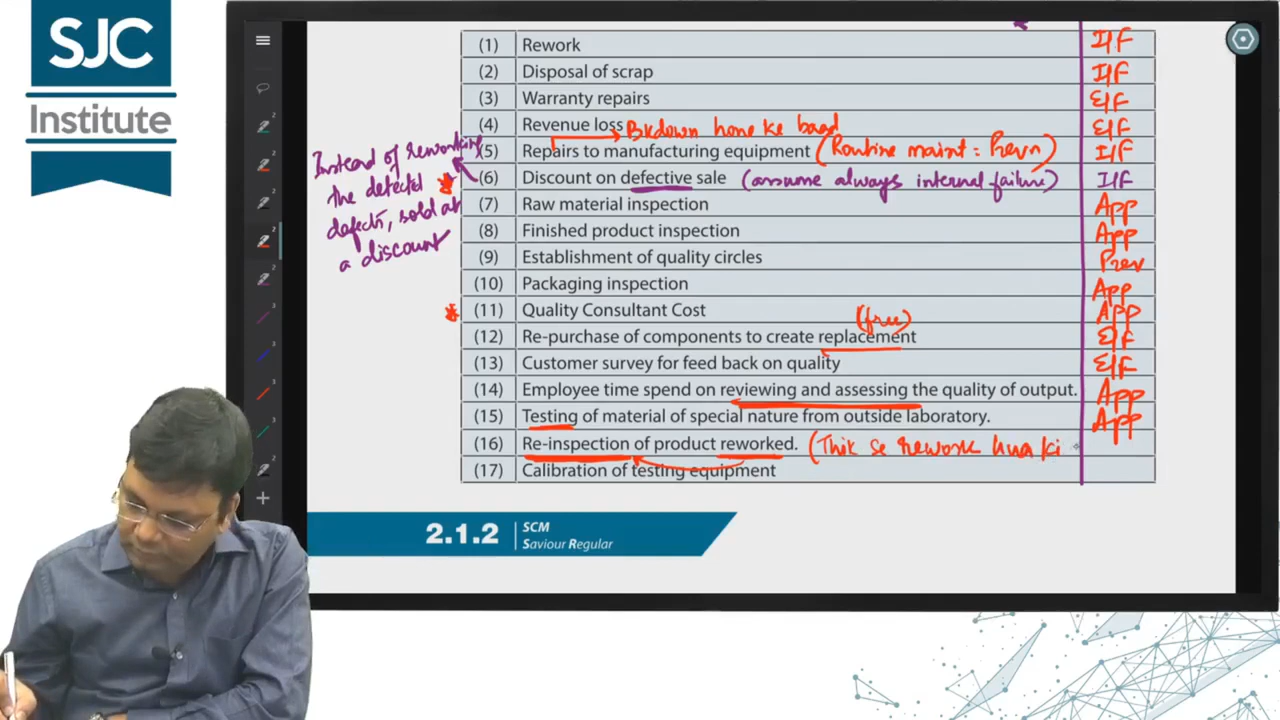 SJC
Institute
(1) Rework I/F
(2) Disposal of scrap I/F
(3) Warranty repairs E/F
(4) Revenue loss Bkdown hone ke baad E/F
(5) Repairs to manufacturing equipment (Routine maint: Prevn) I/F
(6) Discount on defective sale (assume always internal failure) I/F
(7) Raw material inspection App
(8) Finished product inspection App
(9) Establishment of quality circles Prev
(10) Packaging inspection App
(11) Quality Consultant Cost App
(free)
(12) Re-purchase of components to create replacement E/F
(13) Customer survey for feed back on quality E/F
(14) Employee time spend on reviewing and assessing the quality of output. App
(15) Testing of material of special nature from outside laboratory. App
(16) Re-inspection of product reworked. (Thik se rework hua ki
(17) Calibration of testing equipment
Instead of reworking
the defected
defects, sold at
a discount
2.1.2
SCM
Saviour Regular